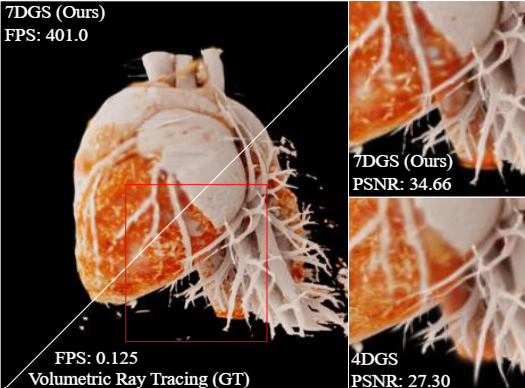 7DGS (Ours)
FPS: 401.0
FPS: 0.125
Volumetric Ray Tracing (GT)
7DGS (Ours)
PSNR: 34.66
4DGS
PSNR: 27.30